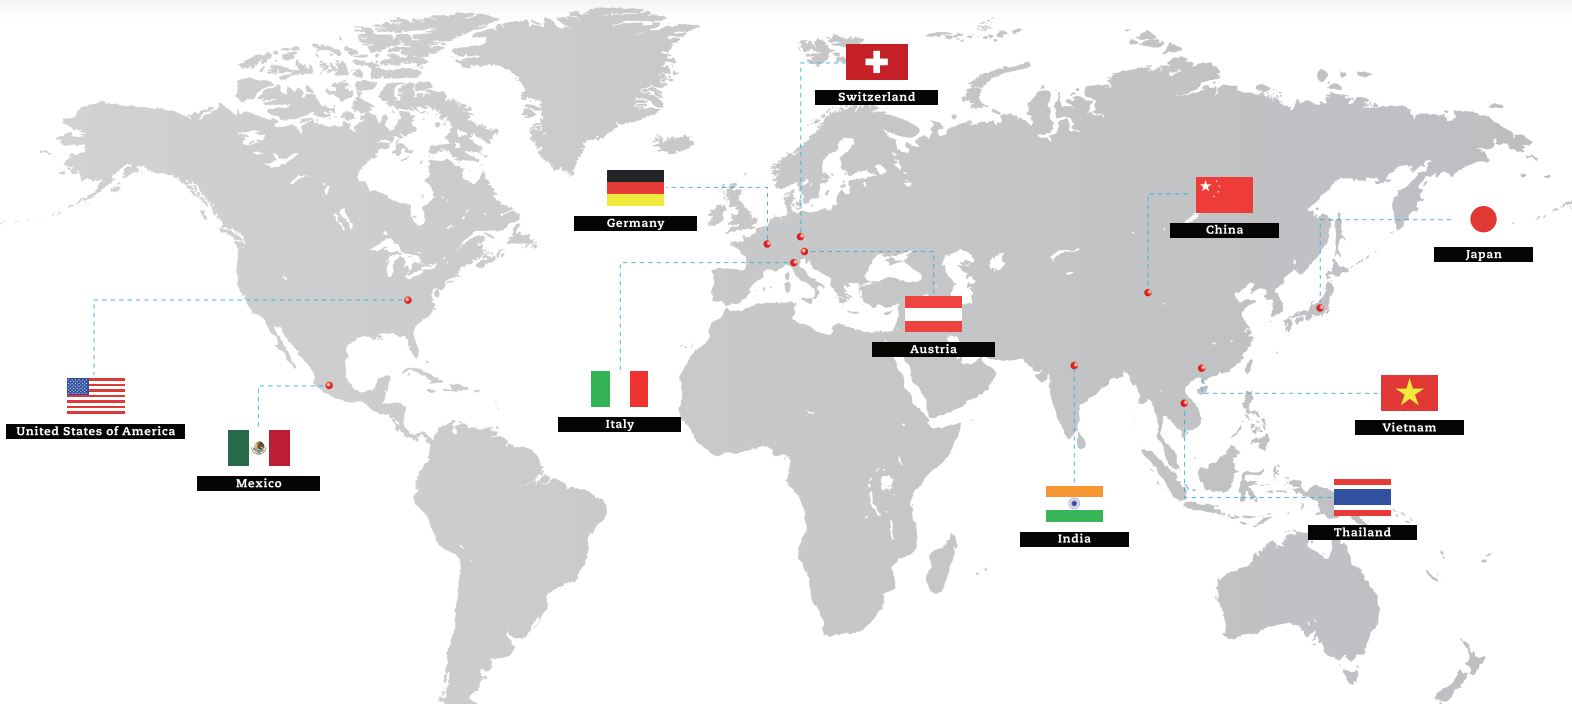 Switzerland
Germany
China
Japan
Austria
Italy
United States of America
Vietnam
Mexico
Thailand
India